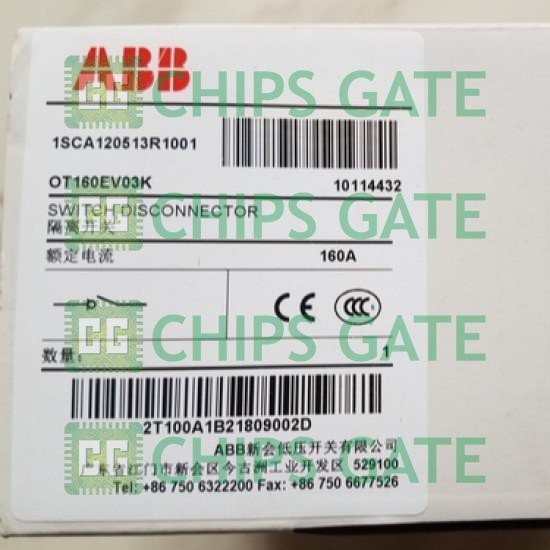 ABB
CHIPS GATE
1SCA120513R1001
OT160EV03K 10114432
CHIPS GATE
SWITCH DISCONNECTOR
隔离开关
额定电流 160A
CHIPS GATE
CE CCC
CHIPS GATE
数量： 1
2T100A1B21809002D
CHIPS GATE
ABB新会低压开关有限公司
广东省江门市新会区今古洲工业开发区 529100
Tel: +86 750 6322200 Fax: +86 750 6677526